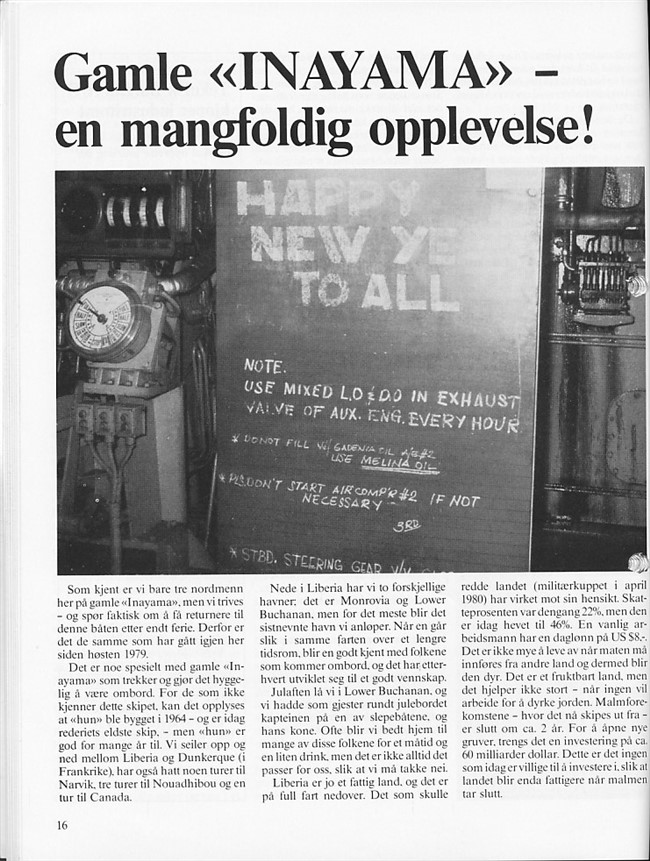 Gamle «INAYAMA» –
en mangfoldig opplevelse!
HAPPY
NEW YE
TO ALL
NOTE.
USE MIXED L.O & D.O IN EXHAUST
VALVE OF AUX. ENG. EVERY HOUR
* DO NOT FILL W/ GADENIA OIL A/E #2
USE MELINA OIL
* PLS. DON'T START AIR COMP'R #2 IF NOT
NECESSARY –
3RD
* STBD. STEERING GEAR
Som kjent er vi bare tre nordmenn
her på gamle «Inayama», men vi trives
– og spør faktisk om å få returnere til
denne båten etter endt ferie. Derfor er
det de samme som har gått igjen her
siden høsten 1979.
Det er noe spesielt med gamle «In-
ayama» som trekker og gjør det hygge-
lig å være ombord. For de som ikke
kjenner dette skipet, kan det opplyses
at «hun» ble bygget i 1964 – og er idag
rederiets eldste skip, – men «hun» er
god for mange år til. Vi seiler opp og
ned mellom Liberia og Dunkerque (i
Frankrike), har også hatt noen turer til
Narvik, tre turer til Nouadhibou og en
tur til Canada.
Nede i Liberia har vi to forskjellige
havner; det er Monrovia og Lower
Buchanan, men for det meste blir det
sistnevnte havn vi anløper. Når en går
slik i samme farten over et lengre
tidsrom, blir en godt kjent med folkene
som kommer ombord, og det har etter-
hvert utviklet seg til et godt vennskap.
Julaften lå vi i Lower Buchanan, og
vi hadde som gjester rundt julebordet
kapteinen på en av slepebåtene, og
hans kone. Ofte blir vi bedt hjem til
mange av disse folkene for et måtid og
en liten drink, men det er ikke alltid det
passer for oss, slik at vi må takke nei.
Liberia er jo et fattig land, og det er
på full fart nedover. Det som skulle
redde landet (militærkuppet i april
1980) har virket mot sin hensikt. Skat-
teprosenten var dengang 22%, men den
er idag hevet til 46%. En vanlig ar-
beidsmann har en daglønn på US $8,-.
Det er ikke mye å leve av når maten må
innføres fra andre land og dermed blir
den dyr. Det er et fruktbart land, men
det hjelper ikke stort – når ingen vil
arbeide for å dyrke jorden. Malmfore-
komstene – hvor det nå skipes ut fra –
er slutt om ca. 2 år. For å åpne nye
gruver, trengs det en investering på ca.
60 milliarder dollar. Dette er det ingen
som idag er villige til å investere i, slik at
landet blir enda fattigere når malmen
tar slutt.
16